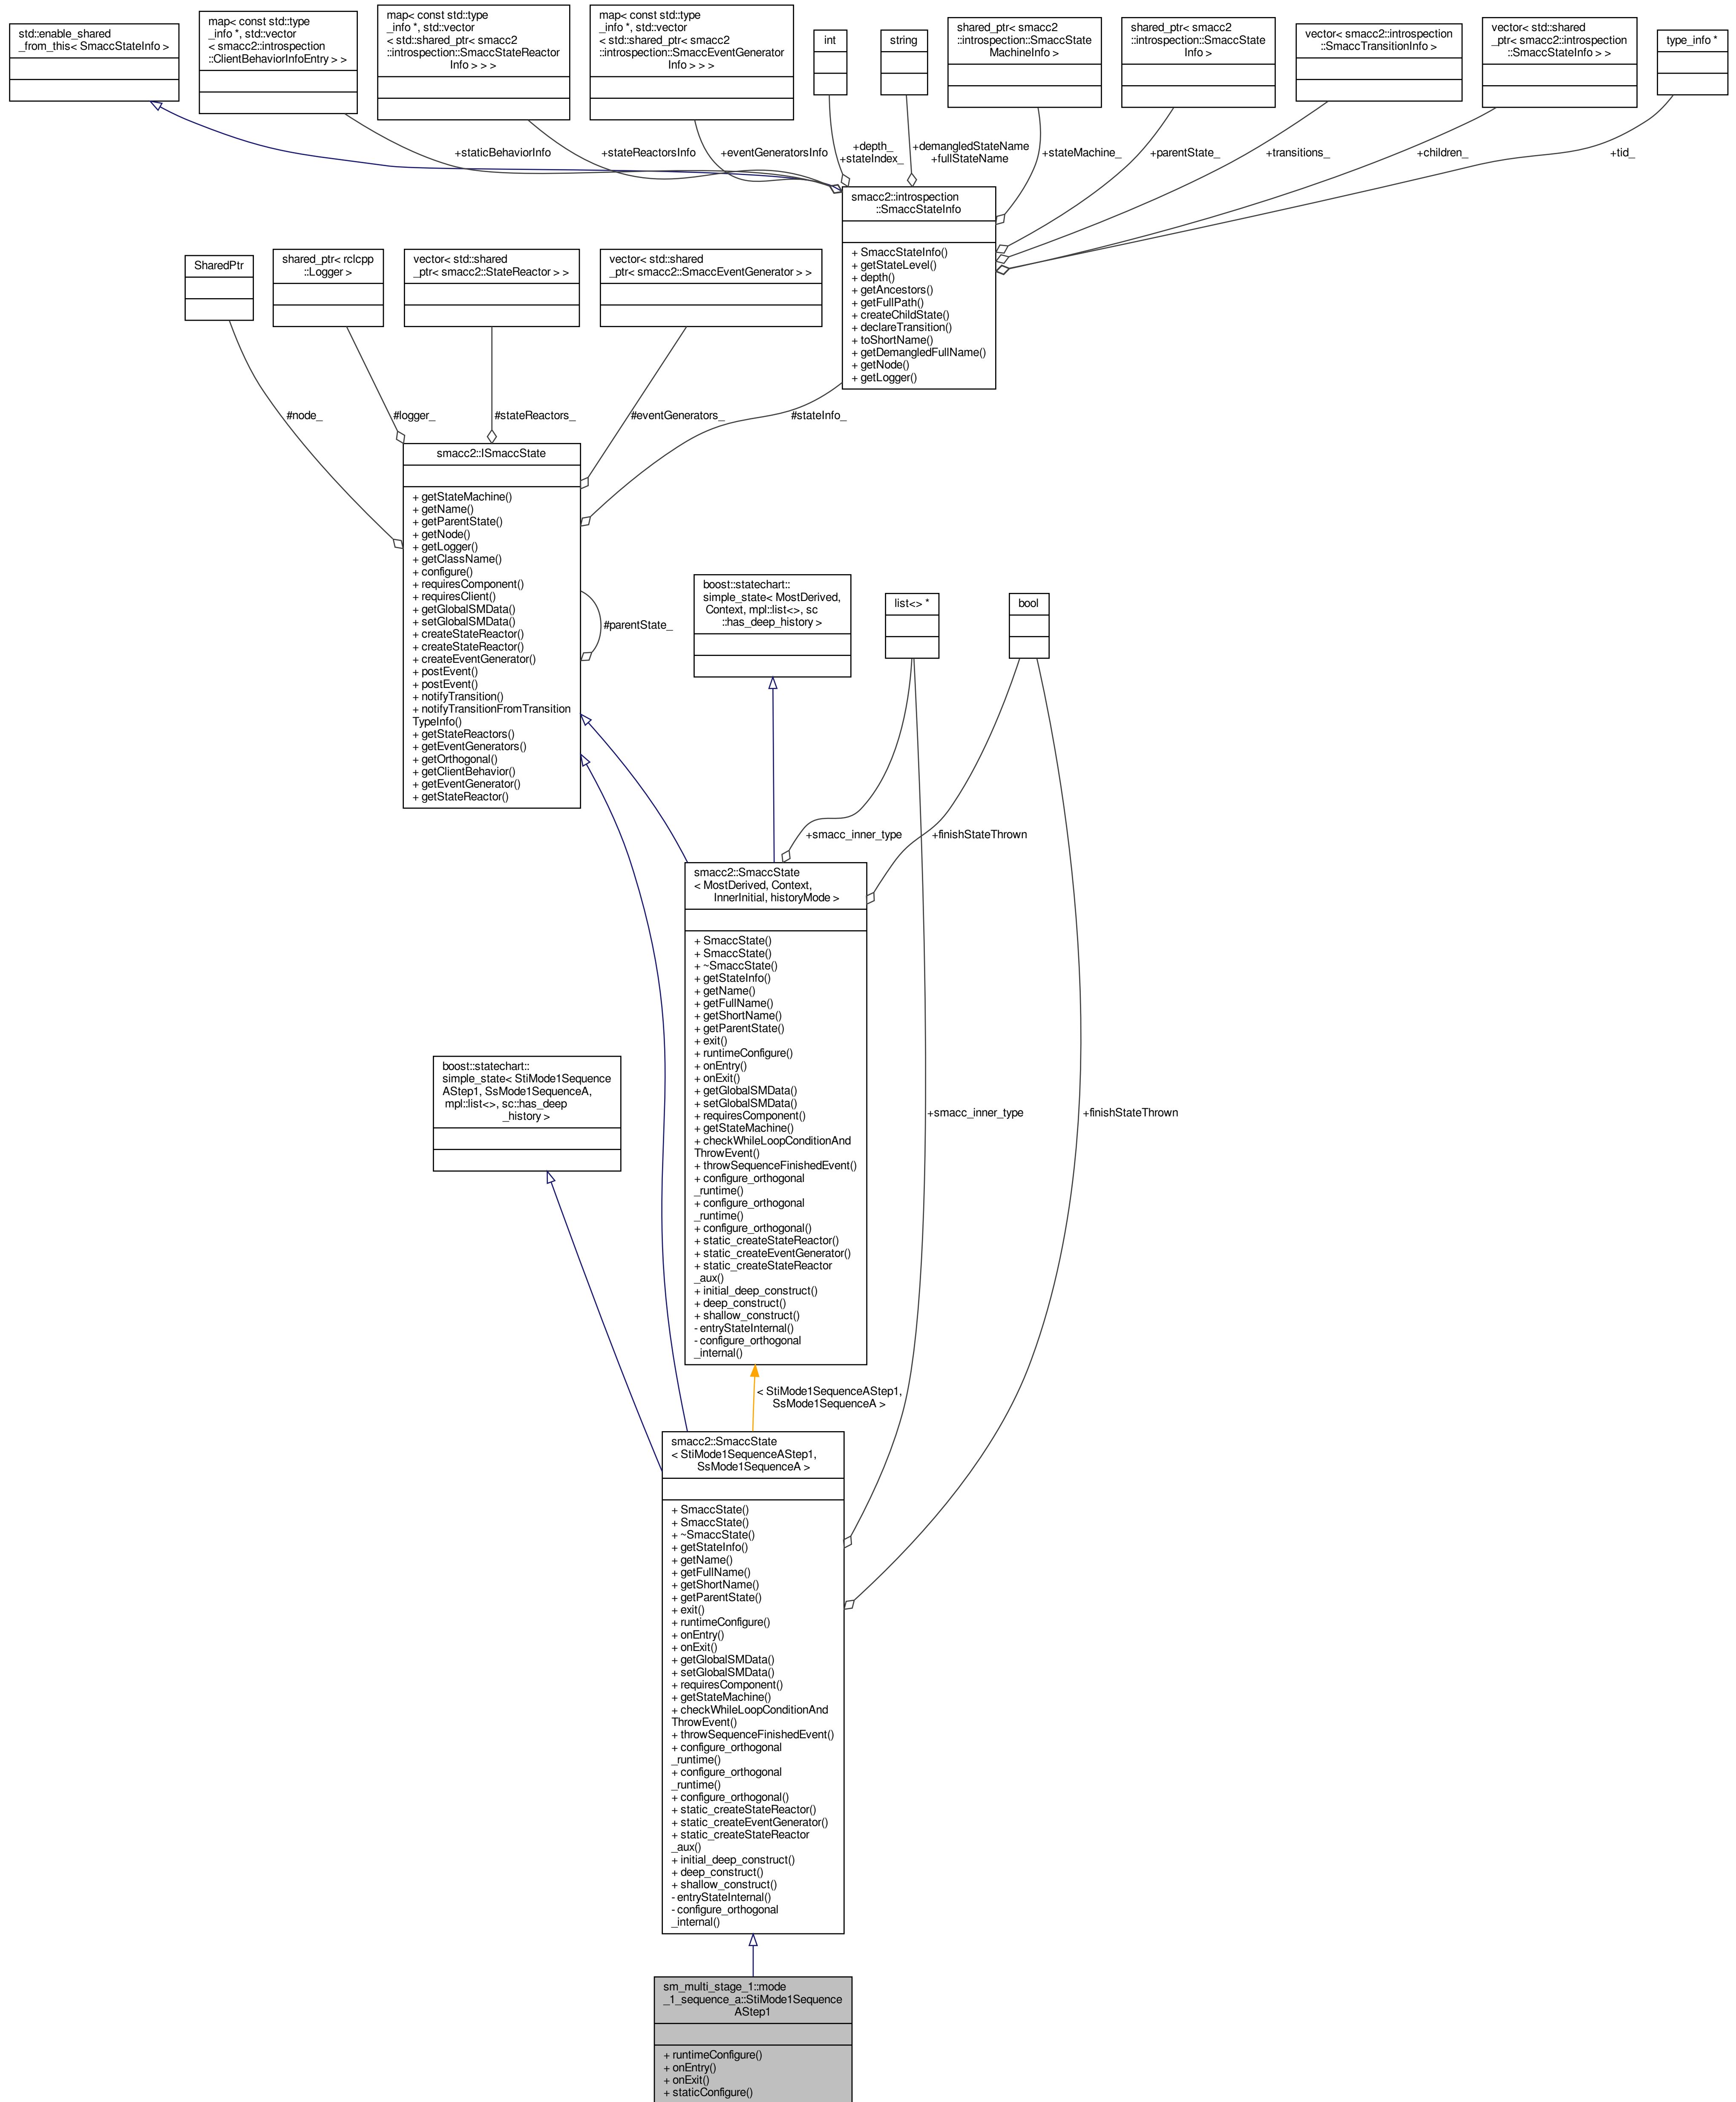 std::enable_shared
_from_this< SmaccStateInfo >
map< const std::type
_info *, std::vector
< smacc2::introspection
::ClientBehaviorInfoEntry > >
map< const std::type
_info *, std::vector
< std::shared_ptr< smacc2
::introspection::SmaccStateReactor
Info > > >
map< const std::type
_info *, std::vector
< std::shared_ptr< smacc2
::introspection::SmaccEventGenerator
Info > > >
int
string
shared_ptr< smacc2
::introspection::SmaccState
MachineInfo >
shared_ptr< smacc2
::introspection::SmaccState
Info >
vector< smacc2::introspection
::SmaccTransitionInfo >
vector< std::shared
_ptr< smacc2::introspection
::SmaccStateInfo > >
type_info *
+staticBehaviorInfo
+stateReactorsInfo
+eventGeneratorsInfo
+depth_
+stateIndex_
+demangledStateName
+fullStateName
+stateMachine_
+parentState_
+transitions_
+children_
+tid_
smacc2::introspection
::SmaccStateInfo
+ SmaccStateInfo()
+ getStateLevel()
+ depth()
+ getAncestors()
+ getFullPath()
+ createChildState()
+ declareTransition()
+ toShortName()
+ getDemangledFullName()
+ getNode()
+ getLogger()
SharedPtr
shared_ptr< rclcpp
::Logger >
vector< std::shared
_ptr< smacc2::StateReactor > >
vector< std::shared
_ptr< smacc2::SmaccEventGenerator > >
#node_
#logger_
#stateReactors_
#eventGenerators_
#stateInfo_
smacc2::ISmaccState
+ getStateMachine()
+ getName()
+ getParentState()
+ getNode()
+ getLogger()
+ getClassName()
+ configure()
+ requiresComponent()
+ requiresClient()
+ getGlobalSMData()
+ setGlobalSMData()
+ createStateReactor()
+ createStateReactor()
+ createEventGenerator()
+ postEvent()
+ postEvent()
+ notifyTransition()
+ notifyTransitionFromTransition
TypeInfo()
+ getStateReactors()
+ getEventGenerators()
+ getOrthogonal()
+ getClientBehavior()
+ getEventGenerator()
+ getStateReactor()
#parentState_
boost::statechart::
simple_state< MostDerived,
Context, mpl::list<>, sc
::has_deep_history >
list<> *
bool
+smacc_inner_type
+finishStateThrown
smacc2::SmaccState
< MostDerived, Context,
InnerInitial, historyMode >
+ SmaccState()
+ SmaccState()
+ ~SmaccState()
+ getStateInfo()
+ getName()
+ getFullName()
+ getShortName()
+ getParentState()
+ exit()
+ runtimeConfigure()
+ onEntry()
+ onExit()
+ getGlobalSMData()
+ setGlobalSMData()
+ requiresComponent()
+ getStateMachine()
+ checkWhileLoopConditionAnd
ThrowEvent()
+ throwSequenceFinishedEvent()
+ configure_orthogonal
_runtime()
+ configure_orthogonal
_runtime()
+ configure_orthogonal()
+ static_createStateReactor()
+ static_createEventGenerator()
+ static_createStateReactor
_aux()
+ initial_deep_construct()
+ deep_construct()
+ shallow_construct()
- entryStateInternal()
- configure_orthogonal
_internal()
boost::statechart::
simple_state< StiMode1Sequence
AStep1, SsMode1SequenceA,
mpl::list<>, sc::has_deep
_history >
+smacc_inner_type
+finishStateThrown
< StiMode1SequenceAStep1,
SsMode1SequenceA >
smacc2::SmaccState
< StiMode1SequenceAStep1,
SsMode1SequenceA >
+ SmaccState()
+ SmaccState()
+ ~SmaccState()
+ getStateInfo()
+ getName()
+ getFullName()
+ getShortName()
+ getParentState()
+ exit()
+ runtimeConfigure()
+ onEntry()
+ onExit()
+ getGlobalSMData()
+ setGlobalSMData()
+ requiresComponent()
+ getStateMachine()
+ checkWhileLoopConditionAnd
ThrowEvent()
+ throwSequenceFinishedEvent()
+ configure_orthogonal
_runtime()
+ configure_orthogonal
_runtime()
+ configure_orthogonal()
+ static_createStateReactor()
+ static_createEventGenerator()
+ static_createStateReactor
_aux()
+ initial_deep_construct()
+ deep_construct()
+ shallow_construct()
- entryStateInternal()
- configure_orthogonal
_internal()
sm_multi_stage_1::mode
_1_sequence_a::StiMode1Sequence
AStep1
+ runtimeConfigure()
+ onEntry()
+ onExit()
+ staticConfigure()